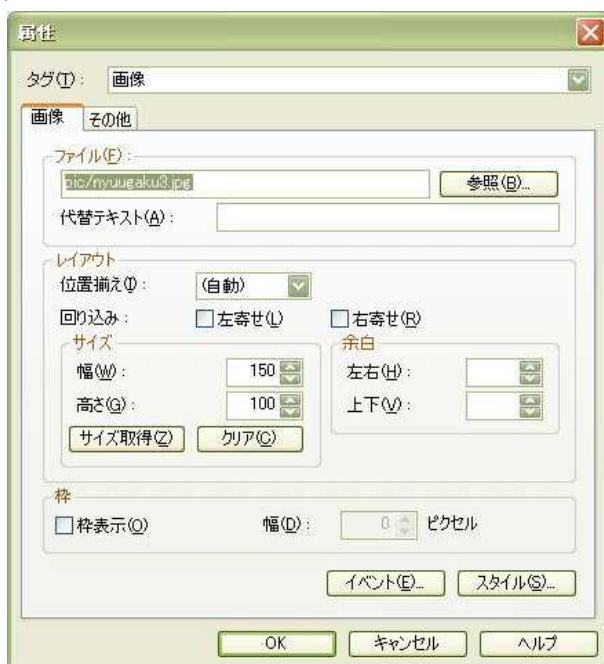 属性
タグ(T): 画像
画像 その他
ファイル(F):
pic/nyuugaku3.jpg 参照(B)...
代替テキスト(A):
レイアウト
位置揃え(I): (自動)
回り込み: 左寄せ(L) 右寄せ(R)
サイズ 余白
幅(W): 150 左右(H):
高さ(G): 100 上下(V):
サイズ取得(Z) クリア(C)
枠
枠表示(O) 幅(D): 0 ピクセル
イベント(E)... スタイル(S)...
OK キャンセル ヘルプ